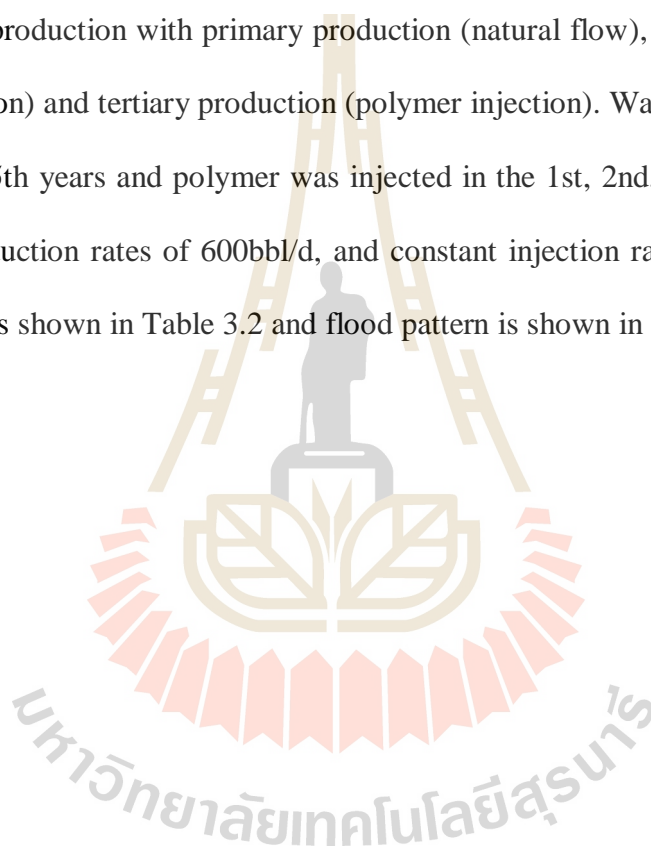 production with primary production (natural flow),
on) and tertiary production (polymer injection). Wa
5th years and polymer was injected in the 1st, 2nd,
uction rates of 600bbl/d, and constant injection ra
s shown in Table 3.2 and flood pattern is shown in
มหาวิทยาลัยเทคโนโลยีสุรนารี